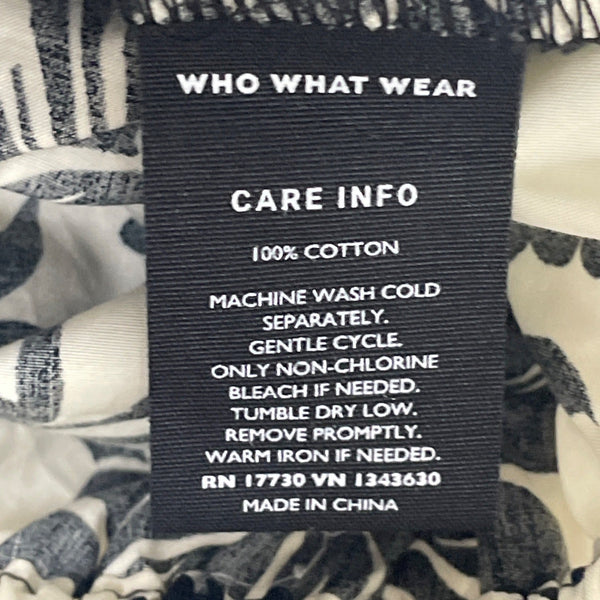 WHO WHAT WEAR
CARE INFO
100% COTTON
MACHINE WASH COLD
SEPARATELY.
GENTLE CYCLE.
ONLY NON-CHLORINE
BLEACH IF NEEDED.
TUMBLE DRY LOW.
REMOVE PROMPTLY.
WARM IRON IF NEEDED.
RN 17730 VN 1343630
MADE IN CHINA